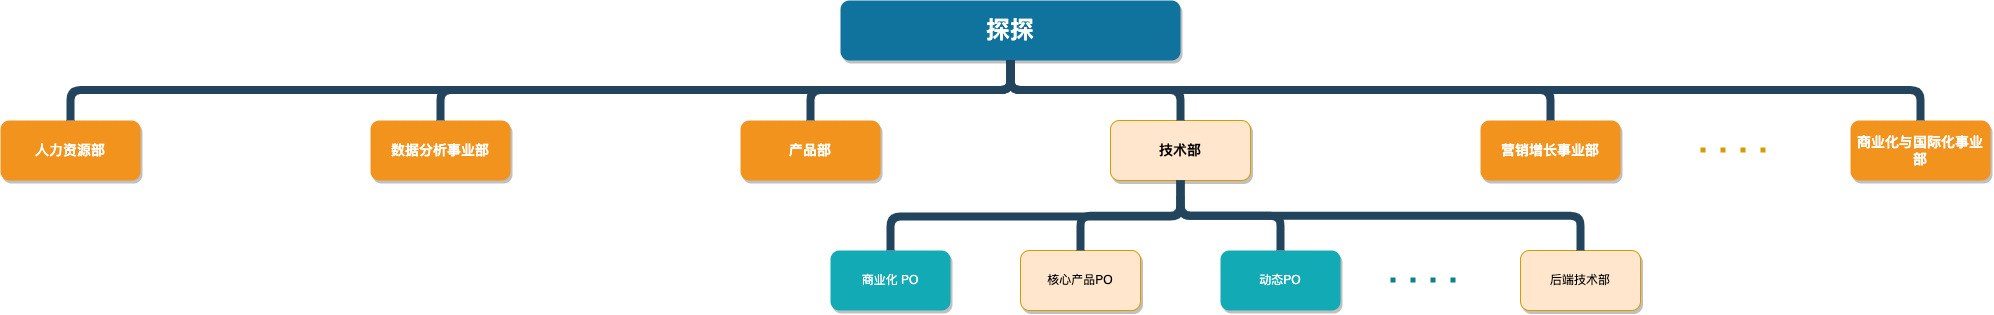 探探
人力资源部
数据分析事业部
产品部
技术部
营销增长事业部
商业化与国际化事业
部
商业化 PO
核心产品PO
动态PO
后端技术部